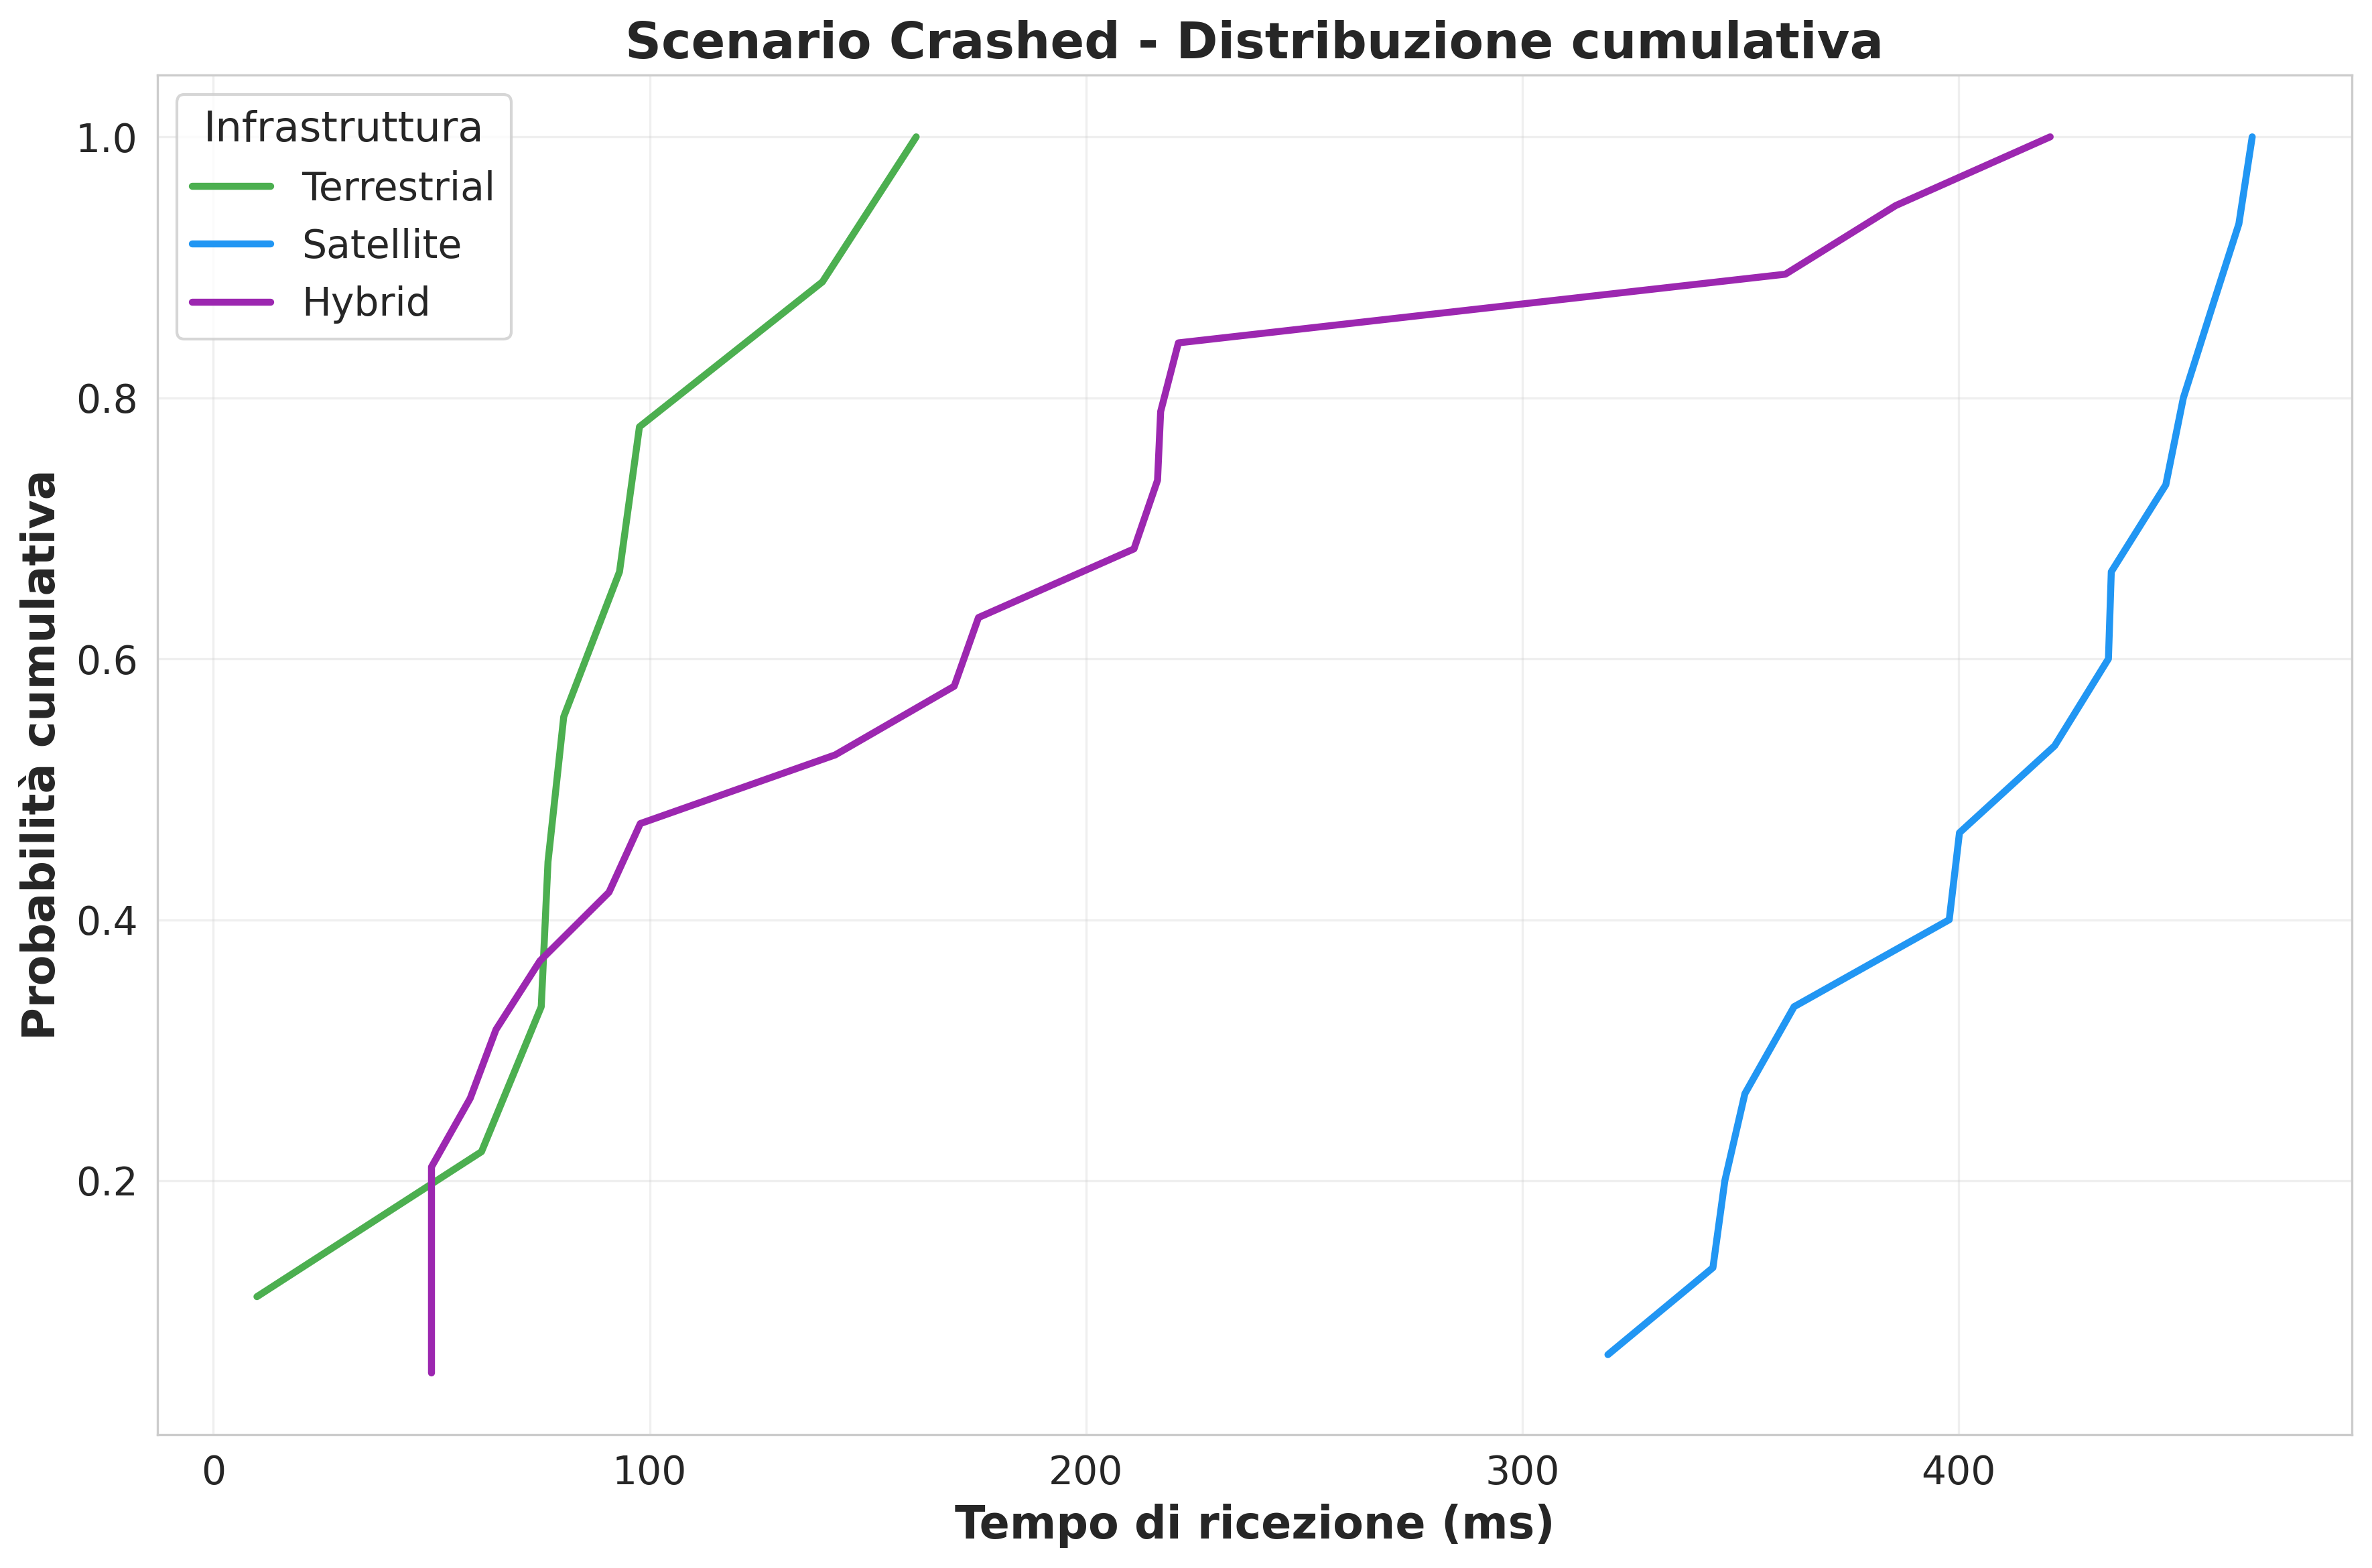 Scenario Crashed - Distribuzione cumulativa
Infrastruttura
Terrestrial
Satellite
Hybrid
1.0
0.8
0.6
0.4
0.2
Probabilità cumulativa
0 100 200 300 400
Tempo di ricezione (ms)